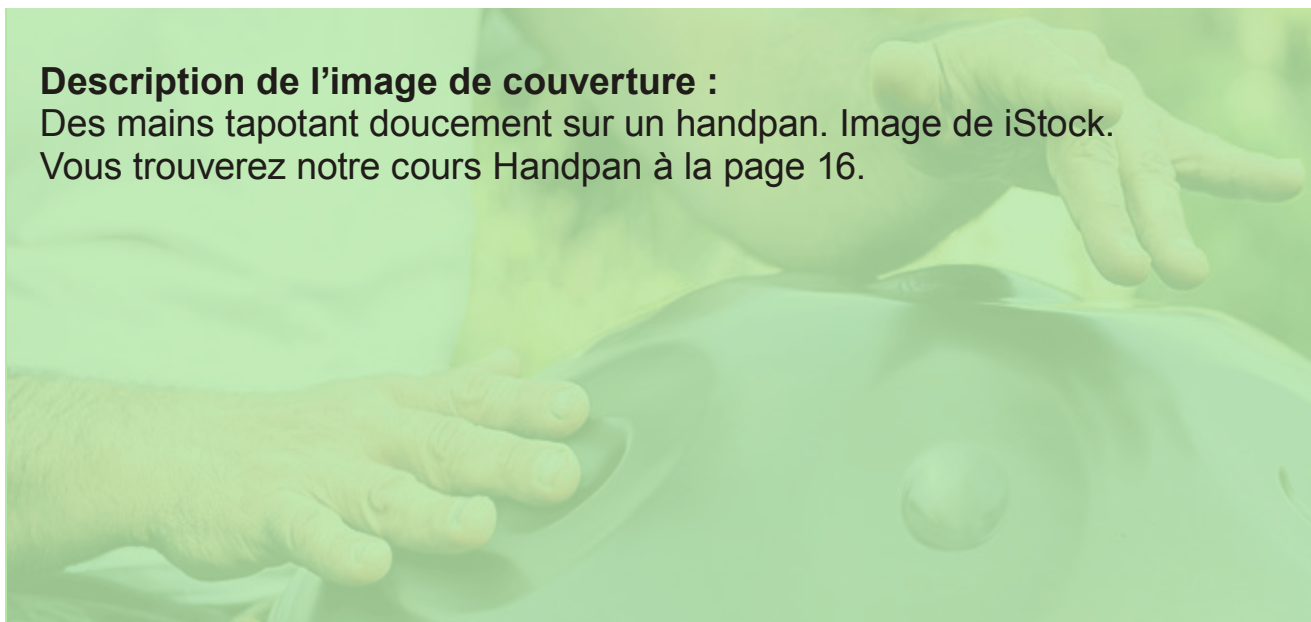 Description de l’image de couverture :
Des mains tapotant doucement sur un handpan. Image de iStock.
Vous trouverez notre cours Handpan à la page 16.